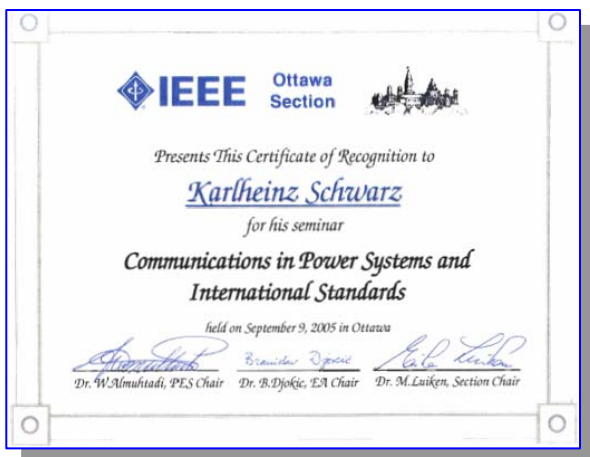 IEEE Ottawa Section
Presents This Certificate of Recognition to
Karlheinz Schwarz
for his seminar
Communications in Power Systems and
International Standards
held on September 9, 2005 in Ottawa
Dr. W.Almuhtadi, PES Chair Dr. B.Djokic, EA Chair Dr. M.Luiken, Section Chair